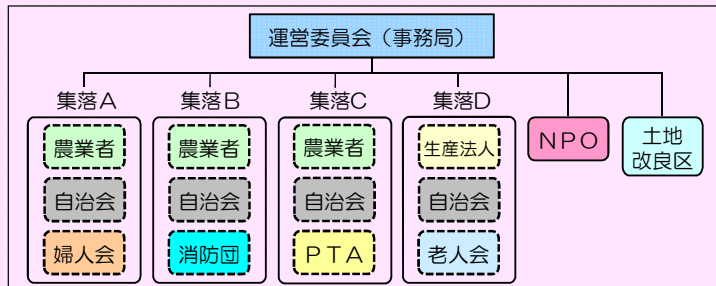 運営委員会（事務局）
集落A
集落B
集落C
集落D
農業者
自治会
婦人会
農業者
自治会
消防団
農業者
自治会
ＰＴＡ
生産法人
自治会
老人会
ＮＰＯ
土地
改良区